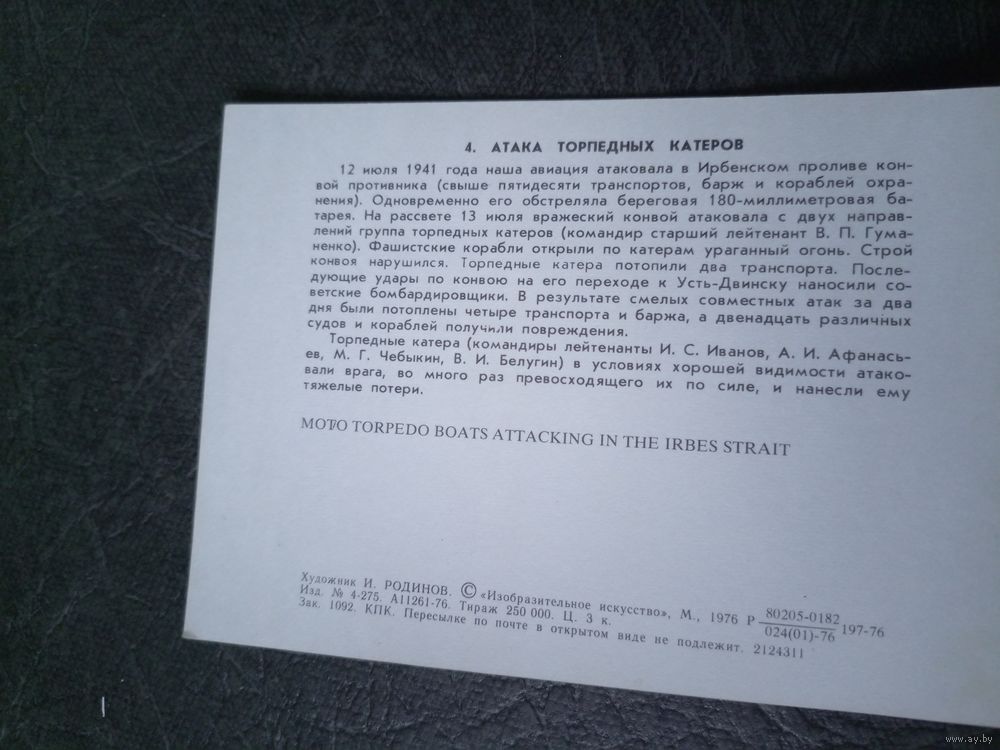 4. АТАКА ТОРПЕДНЫХ КАТЕРОВ
12 июля 1941 года наша авиация атаковала в Ирбенском проливе кон-
вой противника (свыше пятидесяти транспортов, барж и кораблей охра-
нения). Одновременно его обстреляла береговая 180-миллиметровая ба-
тарея. На рассвете 13 июля вражеский конвой атаковала с двух направ-
лений группа торпедных катеров (командир старший лейтенант В. П. Гума-
ненко). Фашистские корабли открыли по катерам ураганный огонь. Строй
конвоя нарушился. Торпедные катера потопили два транспорта. После-
дующие удары по конвою на его переходе к Усть-Двинску наносили со-
ветские бомбардировщики. В результате смелых совместных атак за два
дня были потоплены четыре транспорта и баржа, а двенадцать различных
судов и кораблей получили повреждения.
Торпедные катера (командиры лейтенанты И. С. Иванов, А. И. Афанась-
ев, М. Г. Чебыкин, В. И. Белугин) в условиях хорошей видимости атако-
вали врага, во много раз превосходящего их по силе, и нанесли ему
тяжелые потери.
MOT/O TORPEDO BOATS ATTACKING IN THE IRBES STRAIT
Художник И. РОДИНОВ. © «Изобразительное искусство», М., 1976 Р 80205-0182 / 024(01)-76 197-76
Изд. № 4-275. А11261-76. Тираж 250 000. Ц. 3 к.
Зак. 1092. КПК. Пересылке по почте в открытом виде не подлежит. 2124311
www.ay.by